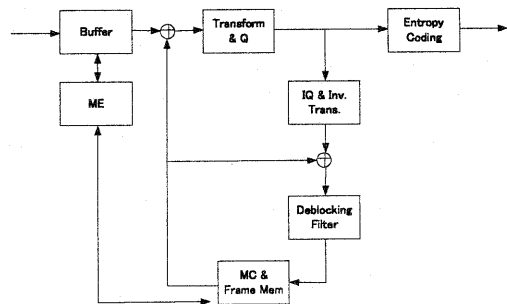 Buffer
Transform
& Q
Entropy
Coding
ME
IQ & Inv.
Trans.
Deblocking
Filter
MC &
Frame Mem